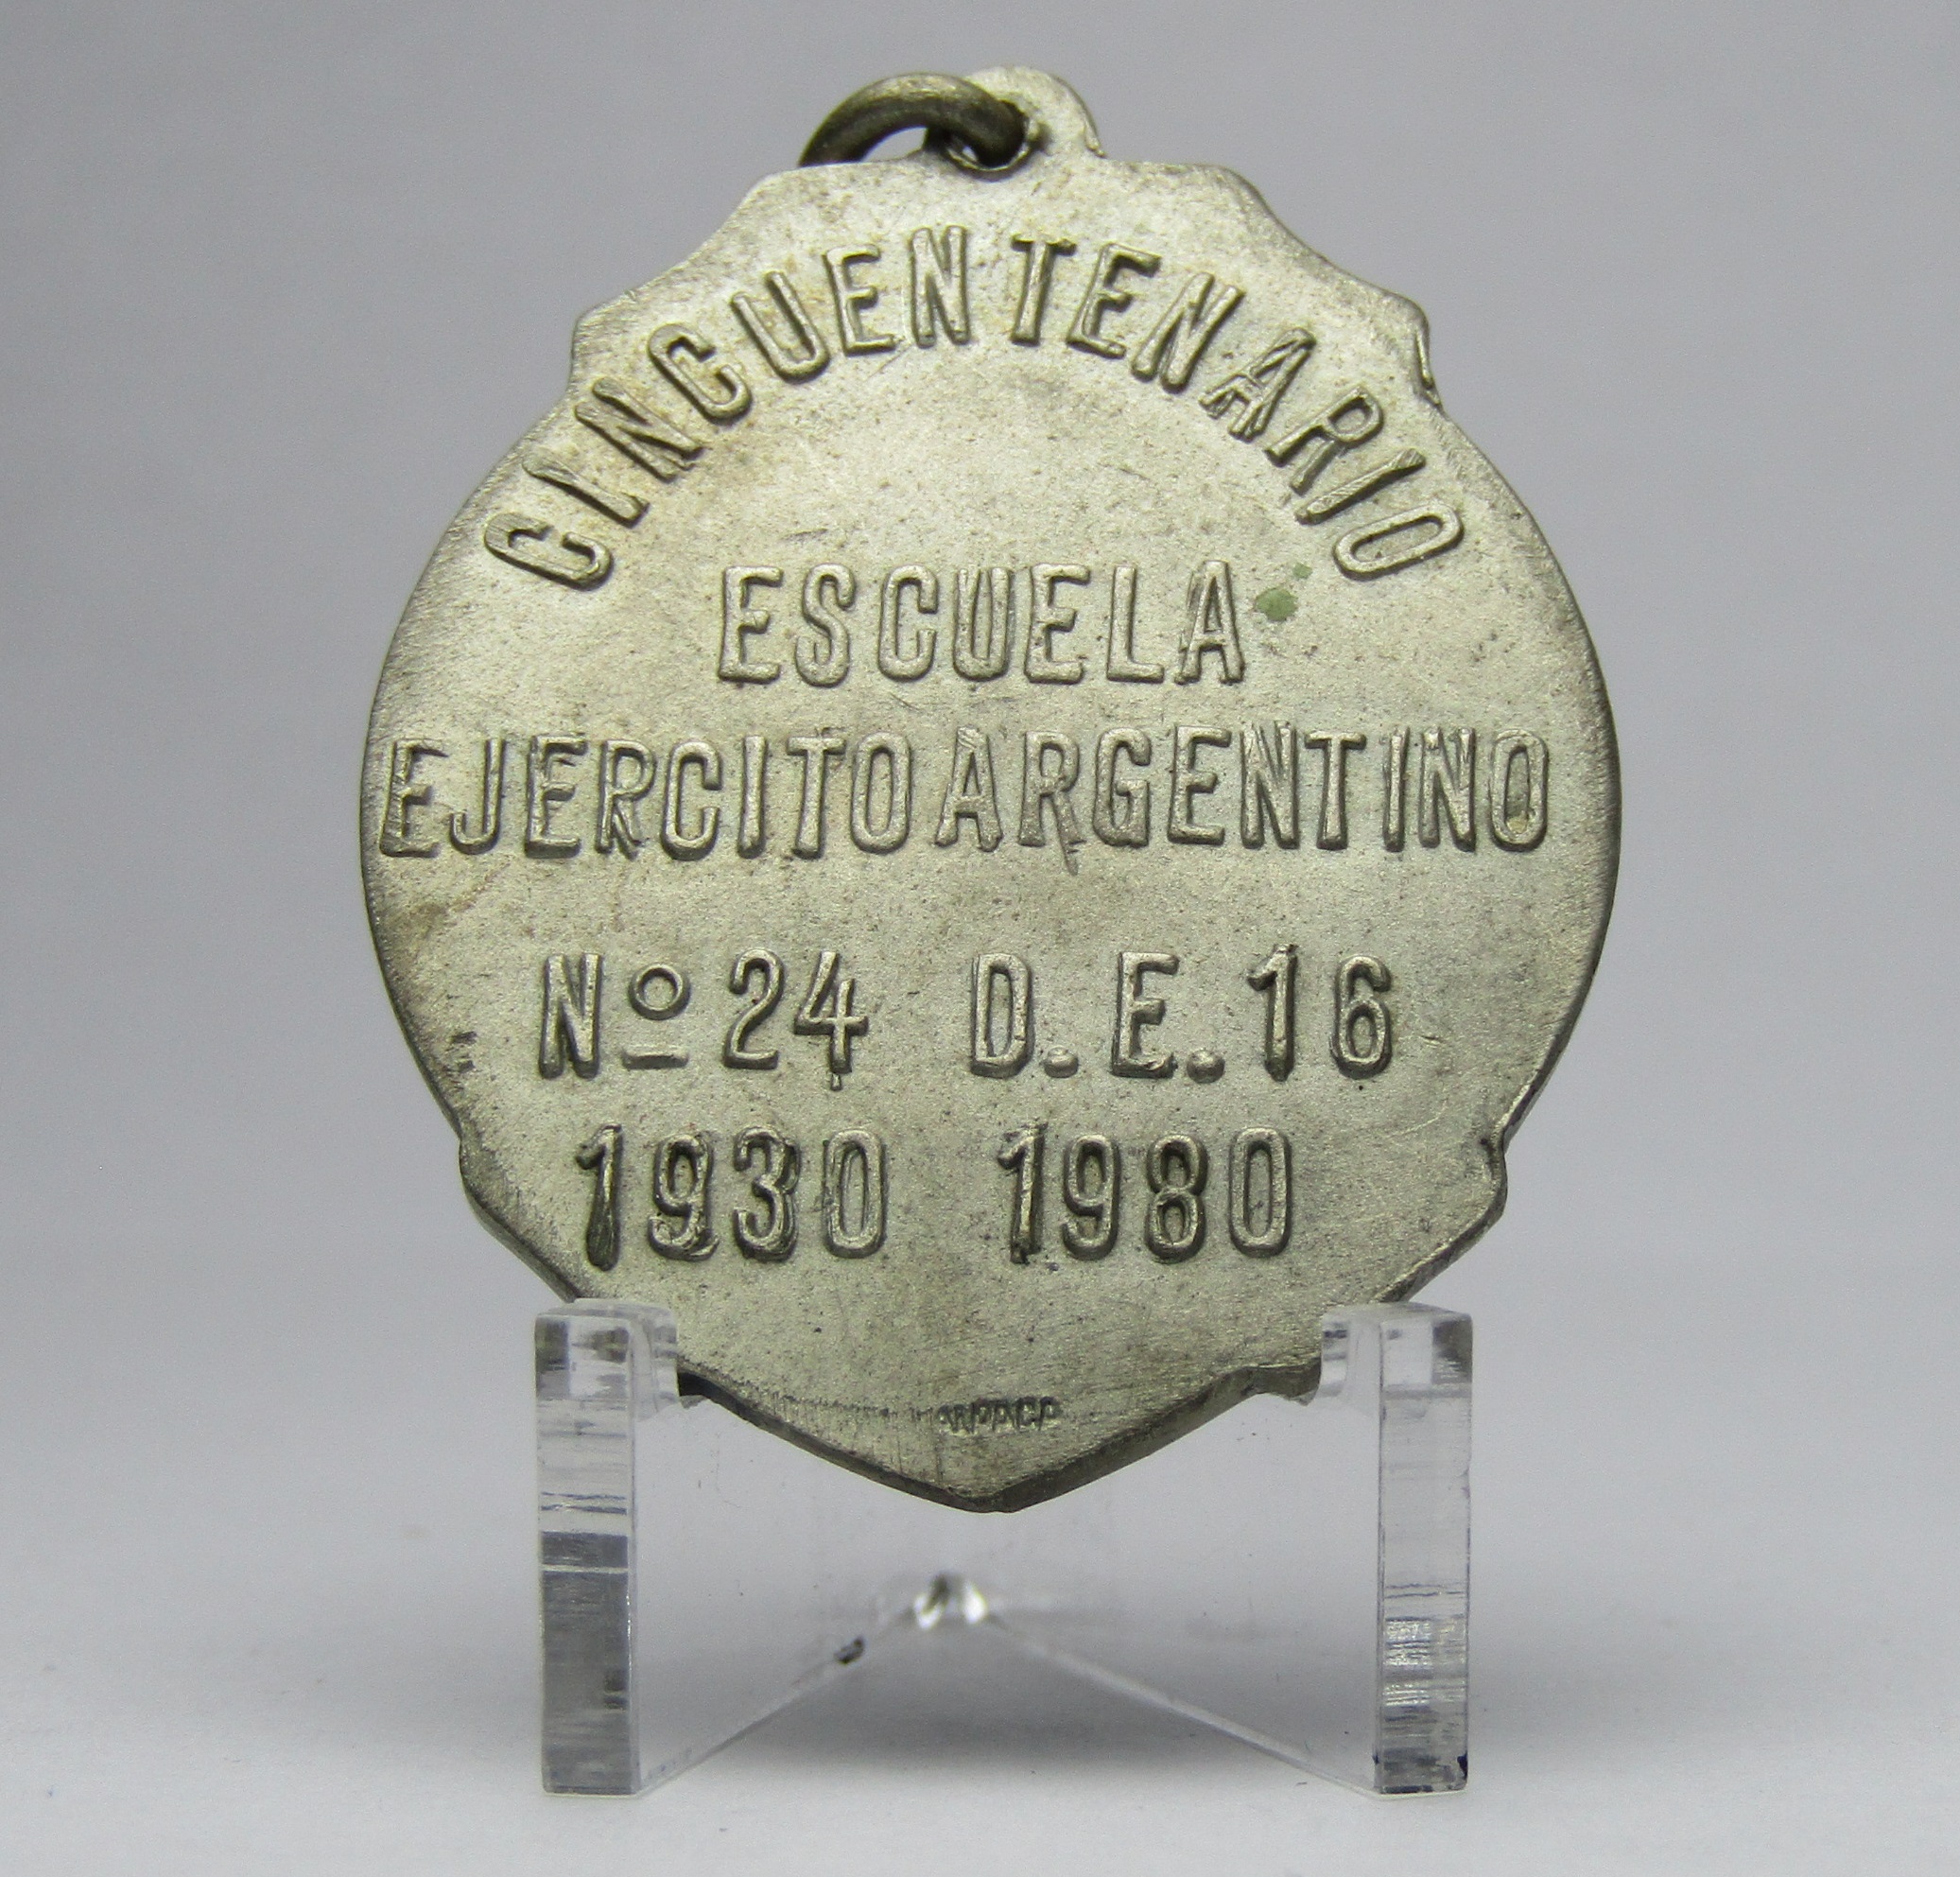 CINCUENTENARIO
ESCUELA
EJERCITO ARGENTINO
Nº 24 D.E.16
1930 1980